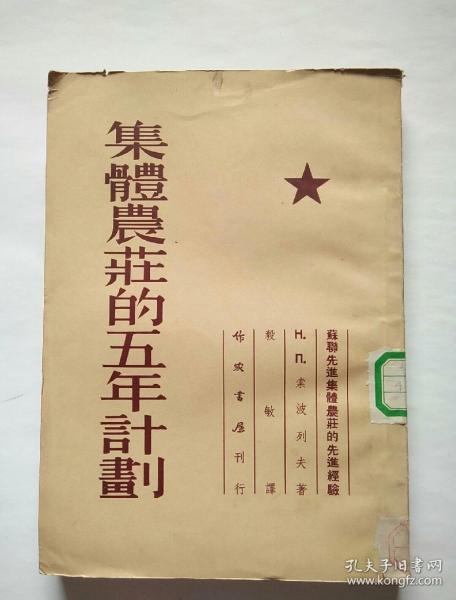 集體農莊的五年計劃
蘇聯先進集體農莊的先進經驗
Н.П.索波列夫著
毅敏譯
作家書屋刊行
孔夫子旧书网
www.kongfz.com